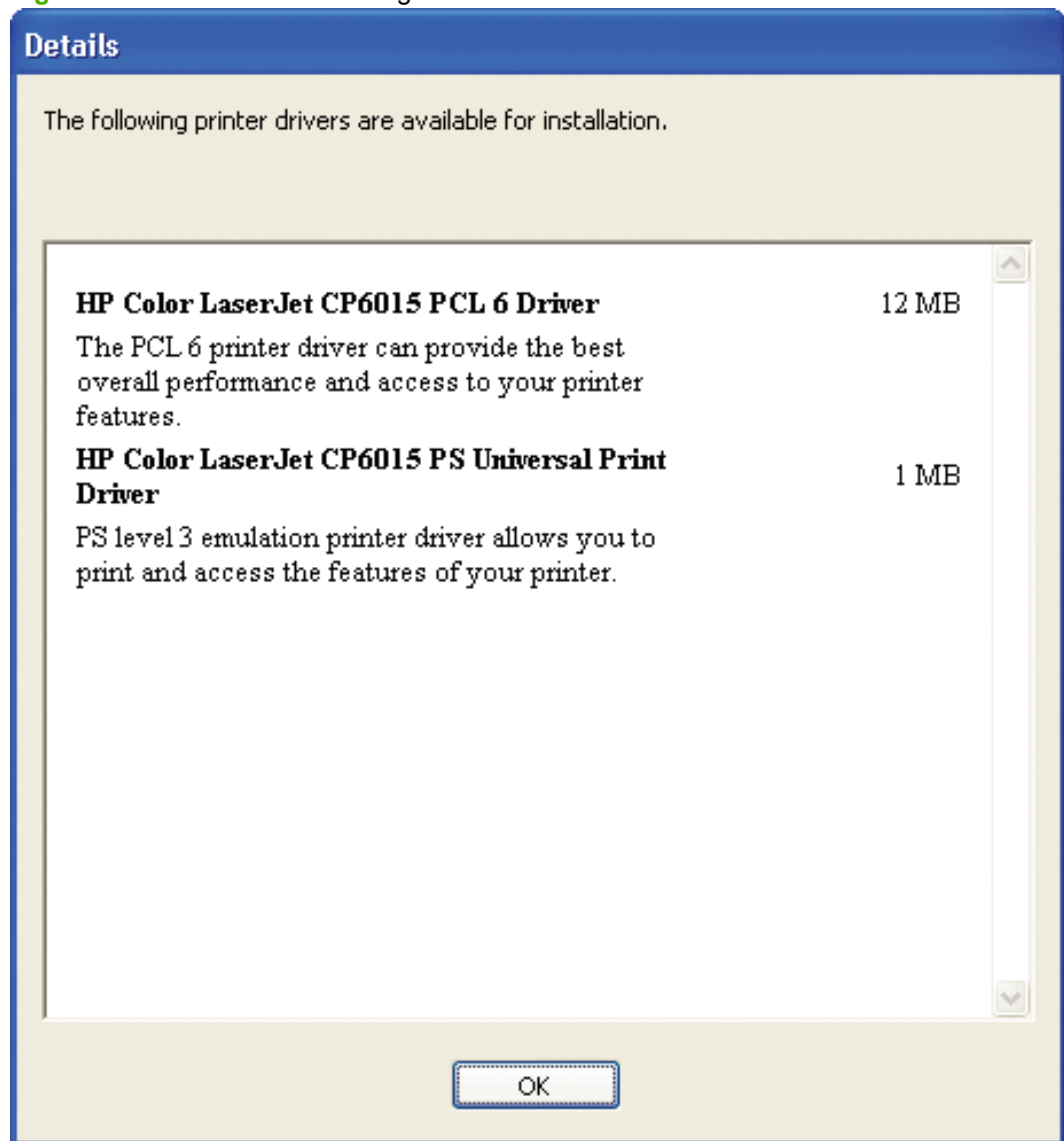 Details
The following printer drivers are available for installation.
HP Color LaserJet CP6015 PCL 6 Driver 12 MB
The PCL 6 printer driver can provide the best
overall performance and access to your printer
features.
HP Color LaserJet CP6015 PS Universal Print
Driver 1 MB
PS level 3 emulation printer driver allows you to
print and access the features of your printer.
OK